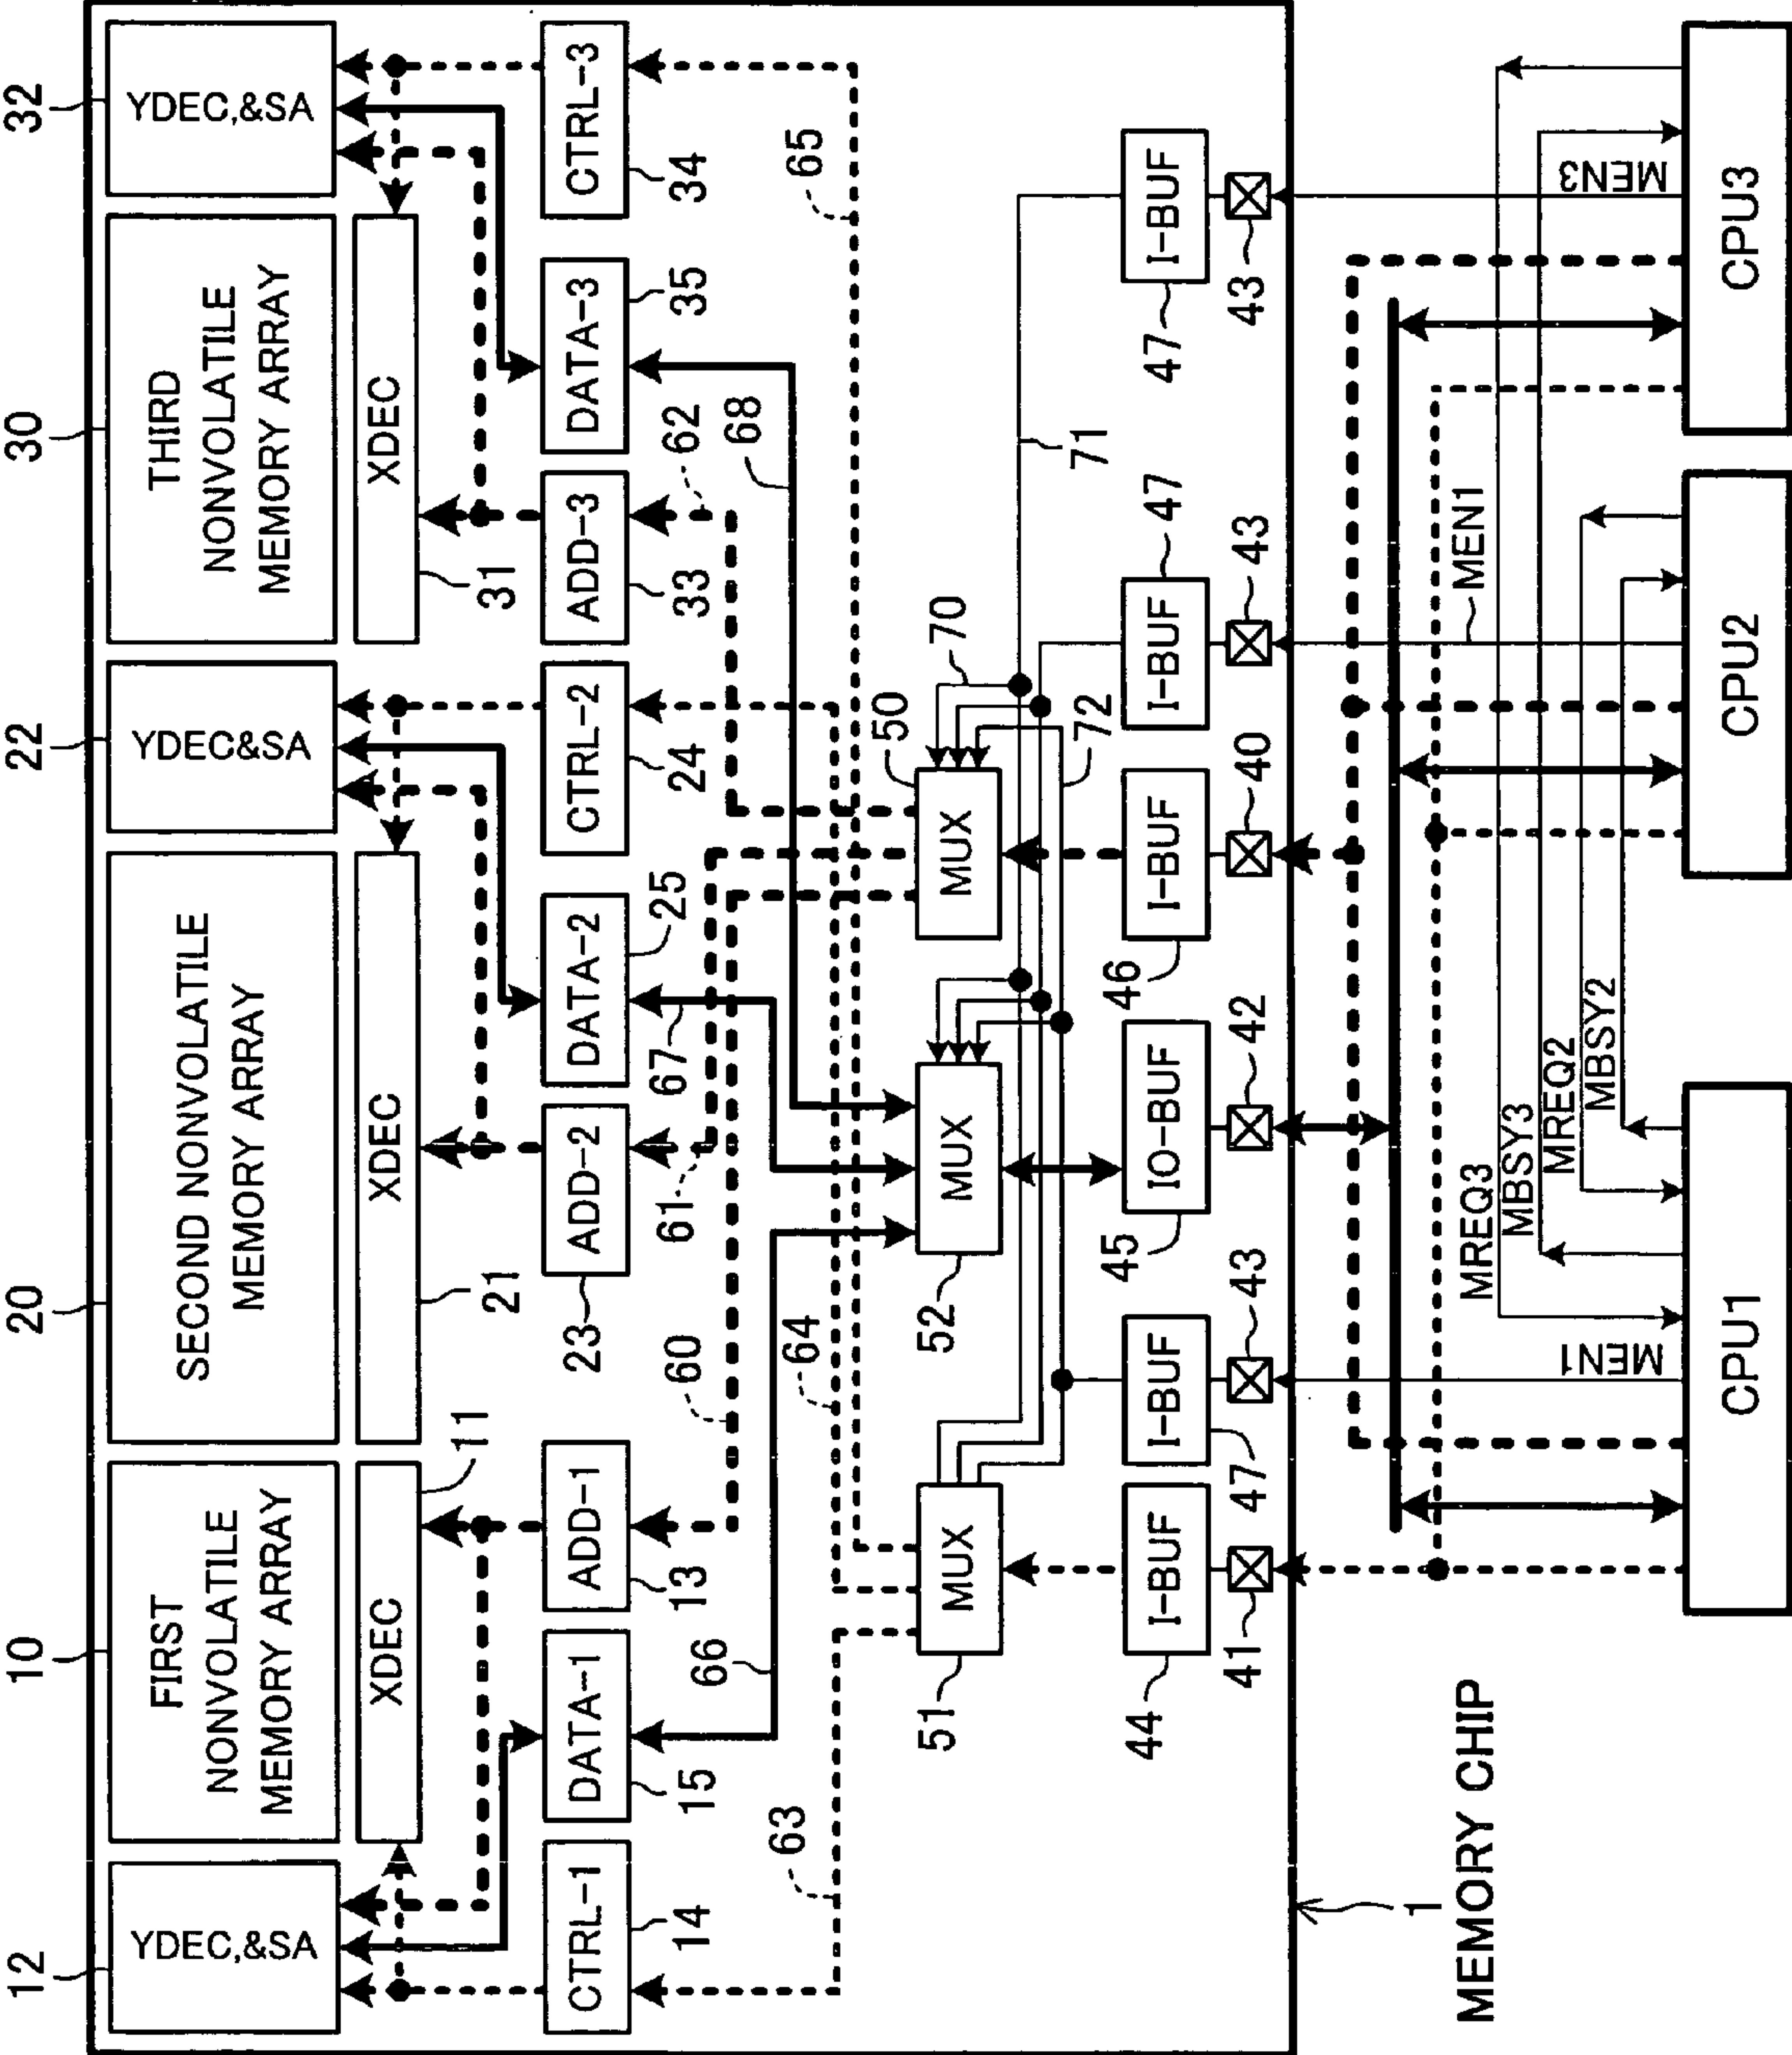 12
10
20
22
30
32
YDEC,&SA
FIRST
NONVOLATILE
MEMORY ARRAY
SECOND NONVOLATILE
MEMORY ARRAY
YDEC&SA
THIRD
NONVOLATILE
MEMORY ARRAY
YDEC,&SA
XDEC
11
XDEC
21
XDEC
31
CTRL-1
14
DATA-1
15
ADD-1
13
ADD-2
23
DATA-2
25
CTRL-2
24
ADD-3
33
DATA-3
35
CTRL-3
34
63
66
60
64
61
67
62
68
65
MUX
51
MUX
52
MUX
50
70
72
71
I-BUF
44
I-BUF
47
IO-BUF
45
I-BUF
46
I-BUF
47
I-BUF
47
41
43
42
40
43
43
1
MEMORY CHIP
MEN1
MREQ3
MBSY3
MREQ2
MBSY2
MEN1
MEN3
CPU1
CPU2
CPU3